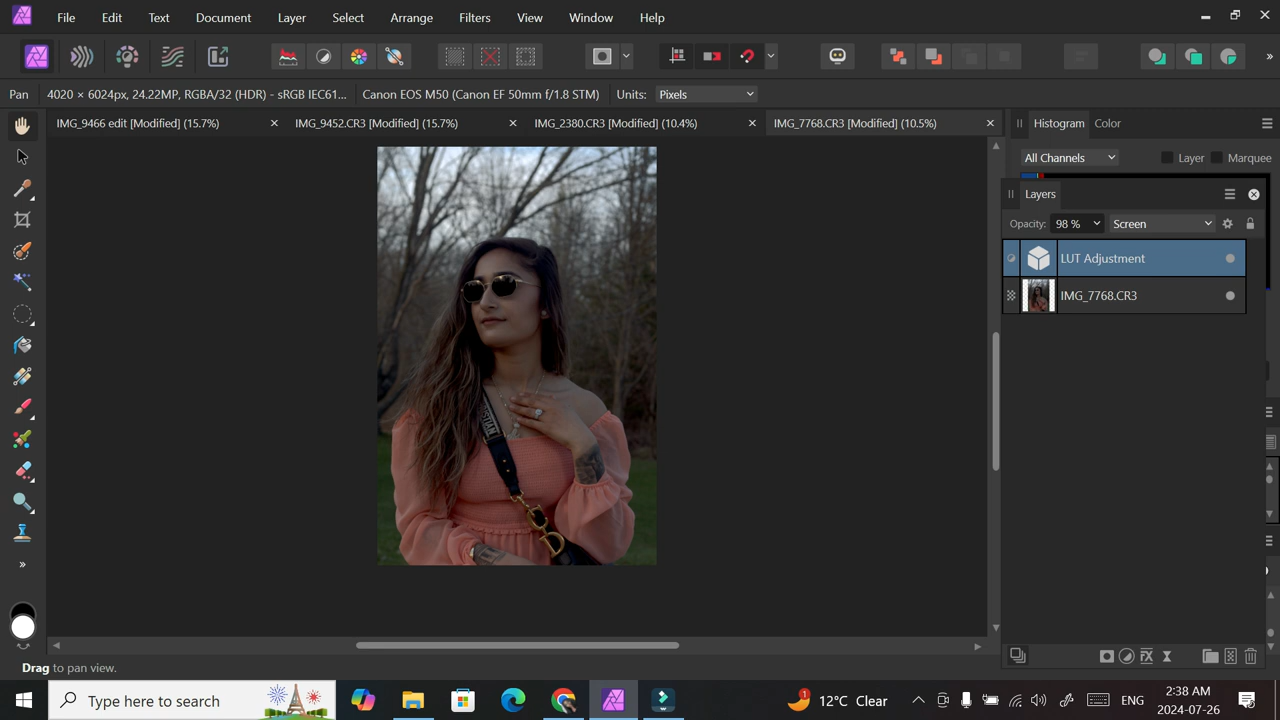 File Edit Text Document Layer Select Arrange Filters View Window Help
Pan 4020 × 6024px, 24.22MP, RGBA/32 (HDR) - sRGB IEC61... Canon EOS M50 (Canon EF 50mm f/1.8 STM) Units: Pixels
IMG_9466 edit [Modified] (15.7%) IMG_9452.CR3 [Modified] (15.7%) IMG_2380.CR3 [Modified] (10.4%) IMG_7768.CR3 [Modified] (10.5%) Histogram Color
All Channels Layer Marquee
Layers
Opacity: 98 % Screen
LUT Adjustment
IMG_7768.CR3
Drag to pan view.
Type here to search 1 12°C Clear ENG
2:38 AM
2024-07-26